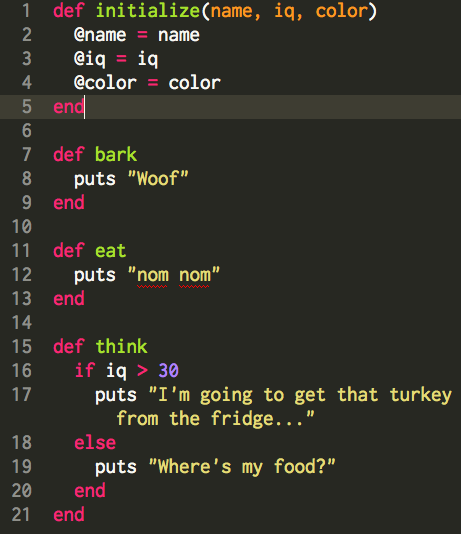 1 def initialize(name, iq, color)
2   @name = name
3   @iq = iq
4   @color = color
5 end
6
7 def bark
8   puts "Woof"
9 end
10
11 def eat
12   puts "nom nom"
13 end
14
15 def think
16   if iq > 30
17     puts "I'm going to get that turkey
       from the fridge..."
18   else
19     puts "Where's my food?"
20   end
21 end